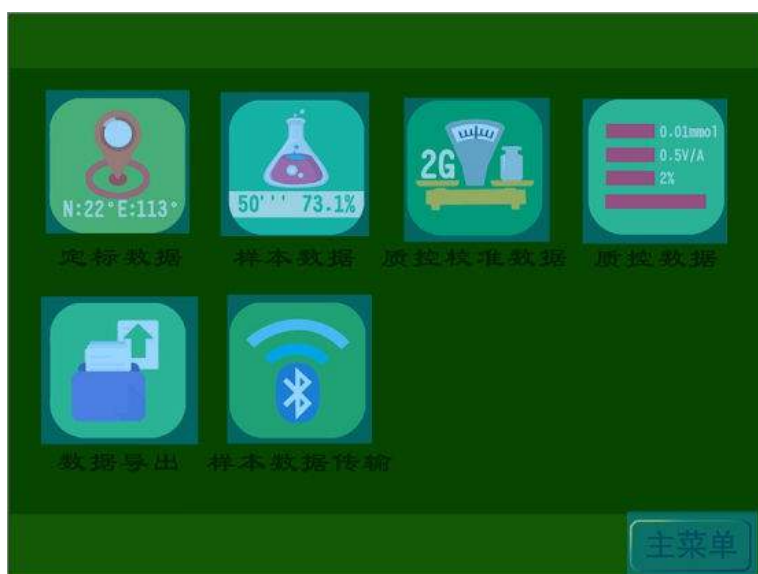 0.01mmol
0.5V/A
2%
2G
N:22°E:113°
50''' 73.1%
定标数据
样本数据
质控校准数据
质控数据
数据导出
样本数据传输
主菜单